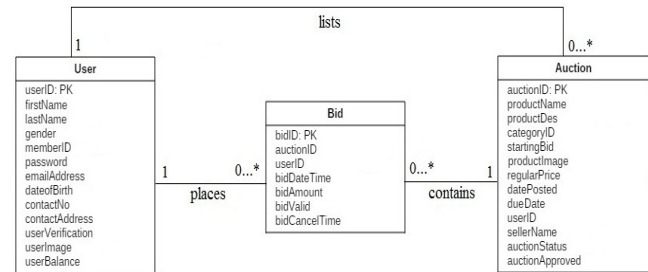 lists
1
0...*
User
userID: PK
firstName
lastName
gender
memberID
password
emailAddress
dateofBirth
contactNo
contactAddress
userVerification
userImage
userBalance
1
places
0...*
Bid
bidID: PK
auctionID
userID
bidDateTime
bidAmount
bidValid
bidCancelTime
0...*
contains
1
Auction
auctionID: PK
productName
productDes
categoryID
startingBid
productImage
regularPrice
datePosted
dueDate
userID
sellerName
auctionStatus
auctionApproved